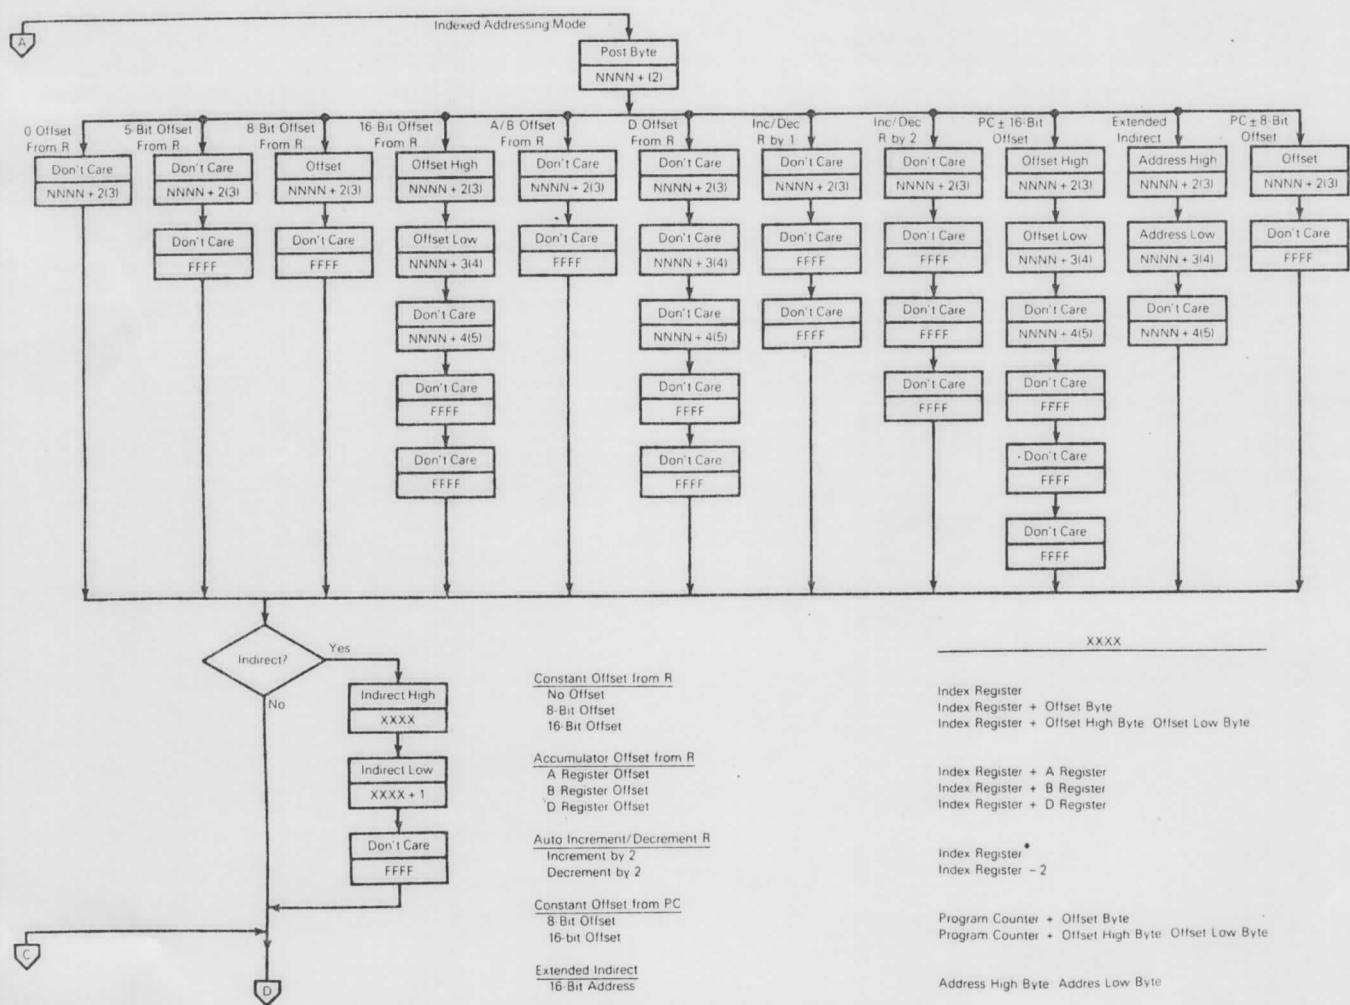 Indexed Addressing Mode
A
Post Byte
NNNN + (2)
0 Offset From R
5-Bit Offset From R
8 Bit Offset From R
16-Bit Offset From R
A/B Offset From R
D Offset From R
Inc/Dec R by 1
Inc/Dec R by 2
PC ± 16-Bit Offset
Extended Indirect
PC ± 8-Bit Offset
Don't Care
NNNN + 2(3)
Don't Care
NNNN + 2(3)
Don't Care
FFFF
Offset
NNNN + 2(3)
Don't Care
FFFF
Offset High
NNNN + 2(3)
Offset Low
NNNN + 3(4)
Don't Care
NNNN + 4(5)
Don't Care
FFFF
Don't Care
FFFF
Don't Care
NNNN + 2(3)
Don't Care
FFFF
Don't Care
NNNN + 2(3)
Don't Care
NNNN + 3(4)
Don't Care
NNNN + 4(5)
Don't Care
FFFF
Don't Care
FFFF
Don't Care
NNNN + 2(3)
Don't Care
FFFF
Don't Care
FFFF
Don't Care
NNNN + 2(3)
Don't Care
FFFF
Don't Care
FFFF
Don't Care
FFFF
Offset High
NNNN + 2(3)
Offset Low
NNNN + 3(4)
Don't Care
NNNN + 4(5)
Don't Care
FFFF
Don't Care
FFFF
Don't Care
FFFF
Address High
NNNN + 2(3)
Address Low
NNNN + 3(4)
Don't Care
NNNN + 4(5)
Offset
NNNN + 2(3)
Don't Care
FFFF
Indirect?
Yes
No
Indirect High
XXXX
Indirect Low
XXXX + 1
Don't Care
FFFF
C
D
XXXX
Constant Offset from R
No Offset Index Register
8-Bit Offset Index Register + Offset Byte
16-Bit Offset Index Register + Offset High Byte Offset Low Byte
Accumulator Offset from R
A Register Offset Index Register + A Register
B Register Offset Index Register + B Register
D Register Offset Index Register + D Register
Auto Increment/Decrement R
Increment by 2 Index Register*
Decrement by 2 Index Register - 2
Constant Offset from PC
8-Bit Offset Program Counter + Offset Byte
16-bit Offset Program Counter + Offset High Byte Offset Low Byte
Extended Indirect
16-Bit Address Address High Byte Addres Low Byte